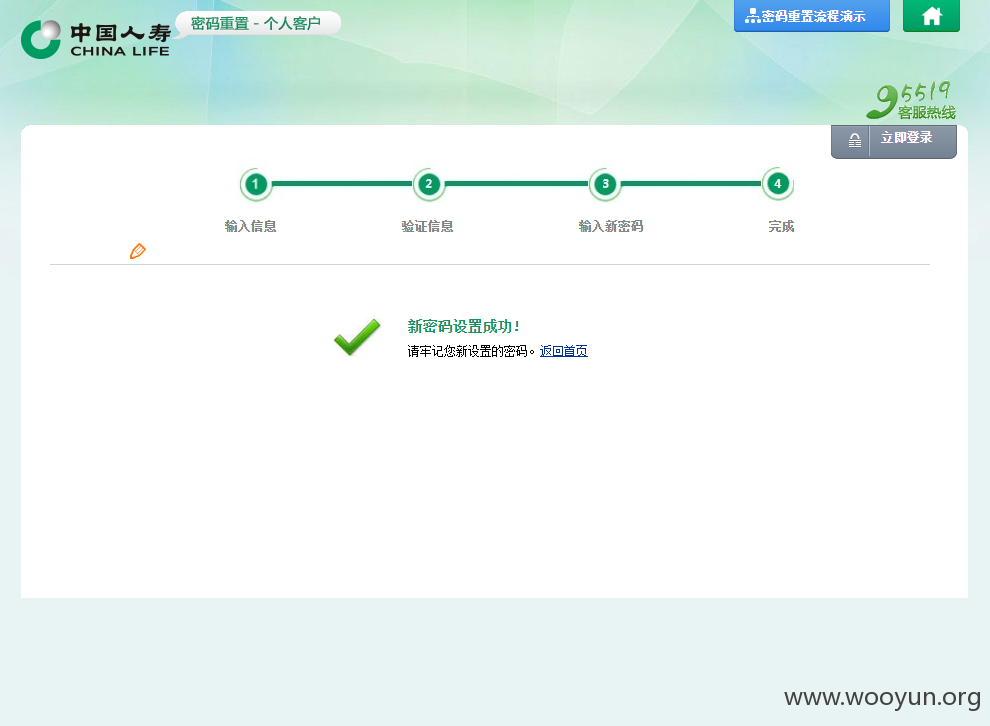 中国人寿
CHINA LIFE
密码重置 - 个人客户
密码重置流程演示
95519
客服热线
立即登录
1 2 3 4
输入信息 验证信息 输入新密码 完成
新密码设置成功！
请牢记您新设置的密码。返回首页
www.wooyun.org